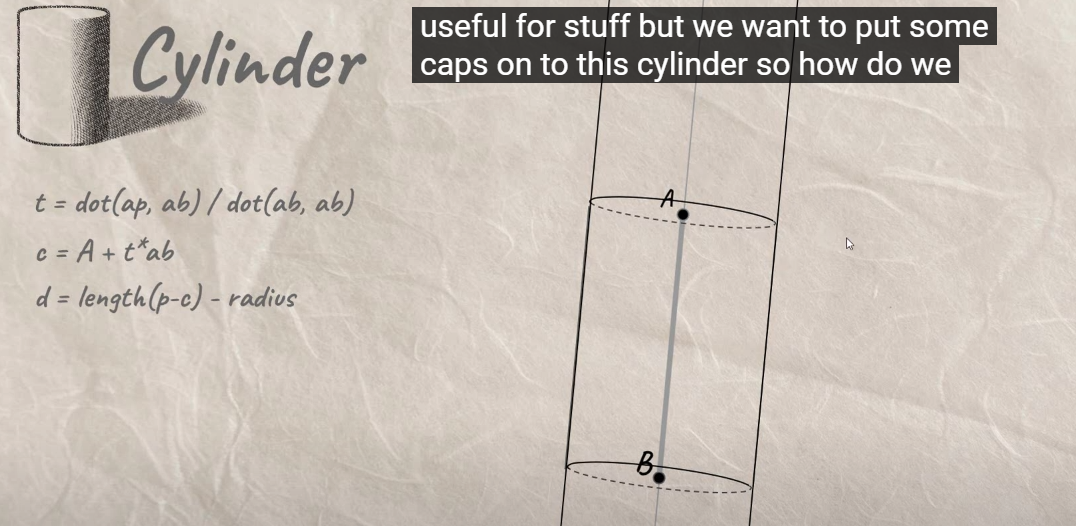 useful for stuff but we want to put some
caps on to this cylinder so how do we
Cylinder
t = dot(ap, ab) / dot(ab, ab)
c = A + t*ab
d = length(p-c) - radius
A
B